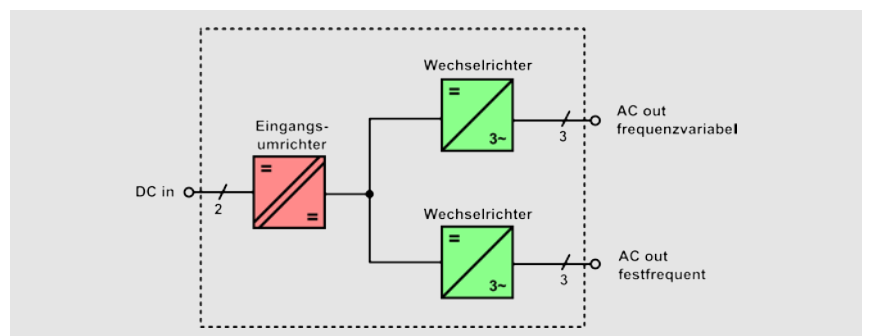 Wechselrichter
=
3~
AC out
frequenzvariabel
3
Eingangs-
umrichter
=
=
DC in
2
Wechselrichter
=
3~
AC out
festfrequent
3